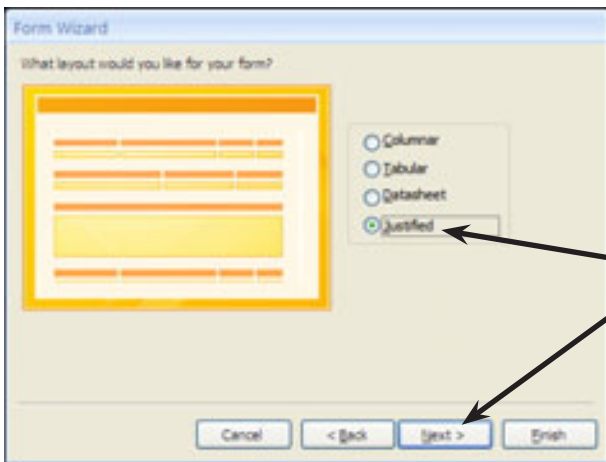 Form Wizard
What layout would you like for your form?
Columnar
Tabular
Datasheet
Justified
Cancel
< Back
Next >
Finish